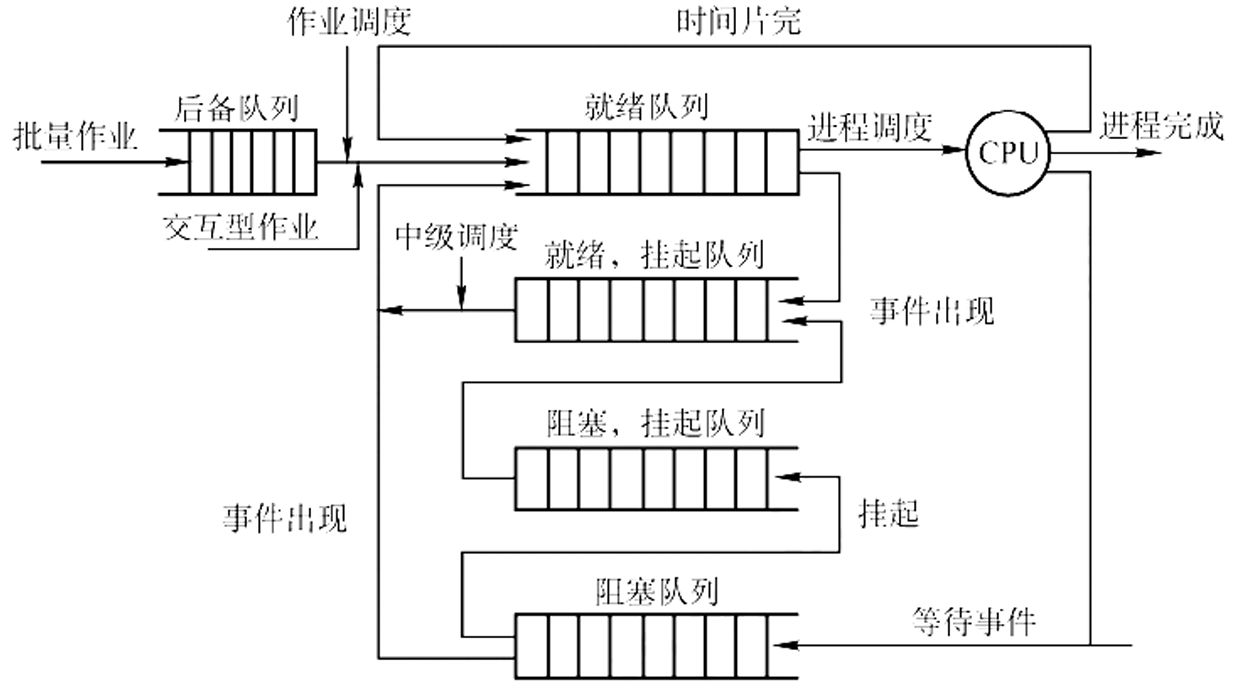 作业调度
时间片完
后备队列
就绪队列
批量作业
进程调度
CPU
进程完成
交互型作业
中级调度
就绪，挂起队列
事件出现
阻塞，挂起队列
事件出现
挂起
阻塞队列
等待事件